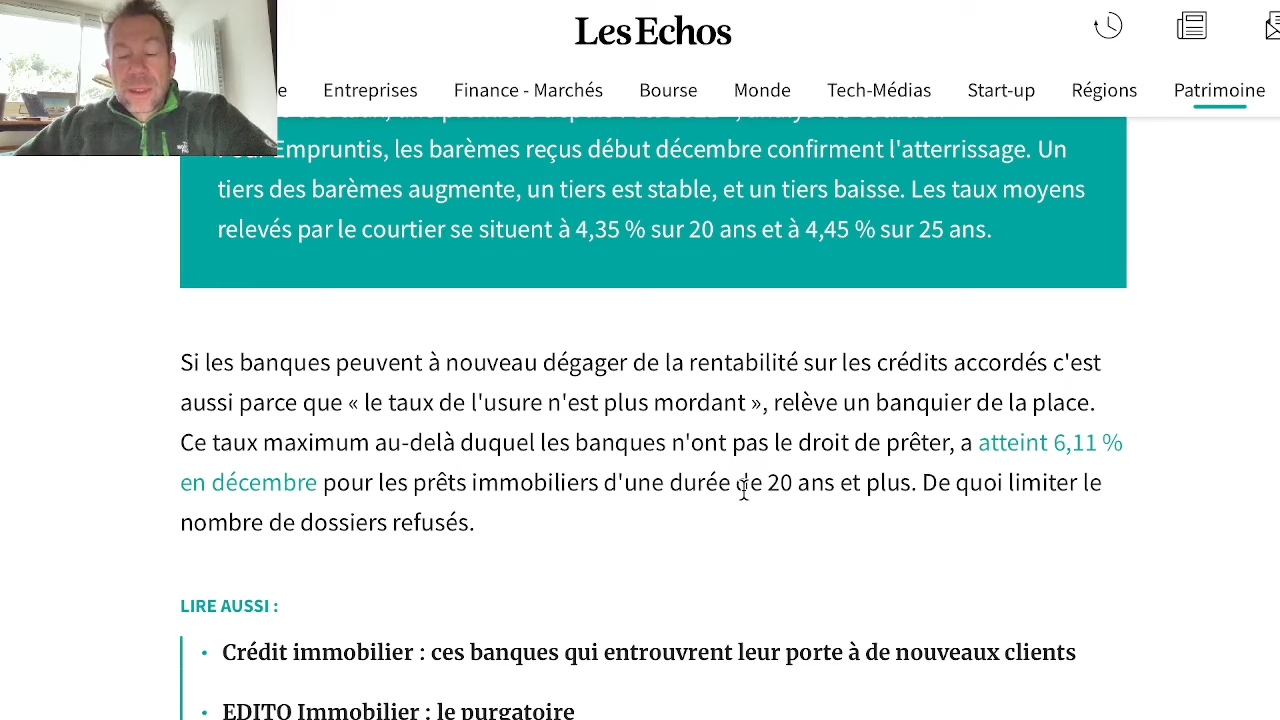 Les Echos
Entreprises Finance - Marchés Bourse Monde Tech-Médias Start-up Régions Patrimoine
Empruntis, les barèmes reçus début décembre confirment l'atterrissage. Un
tiers des barèmes augmente, un tiers est stable, et un tiers baisse. Les taux moyens
relevés par le courtier se situent à 4,35 % sur 20 ans et à 4,45 % sur 25 ans.
Si les banques peuvent à nouveau dégager de la rentabilité sur les crédits accordés c'est
aussi parce que « le taux de l'usure n'est plus mordant », relève un banquier de la place.
Ce taux maximum au-delà duquel les banques n'ont pas le droit de prêter, a atteint 6,11 %
en décembre pour les prêts immobiliers d'une durée de 20 ans et plus. De quoi limiter le
nombre de dossiers refusés.
LIRE AUSSI :
• Crédit immobilier : ces banques qui entrouvrent leur porte à de nouveaux clients
• EDITO Immobilier : le purgatoire